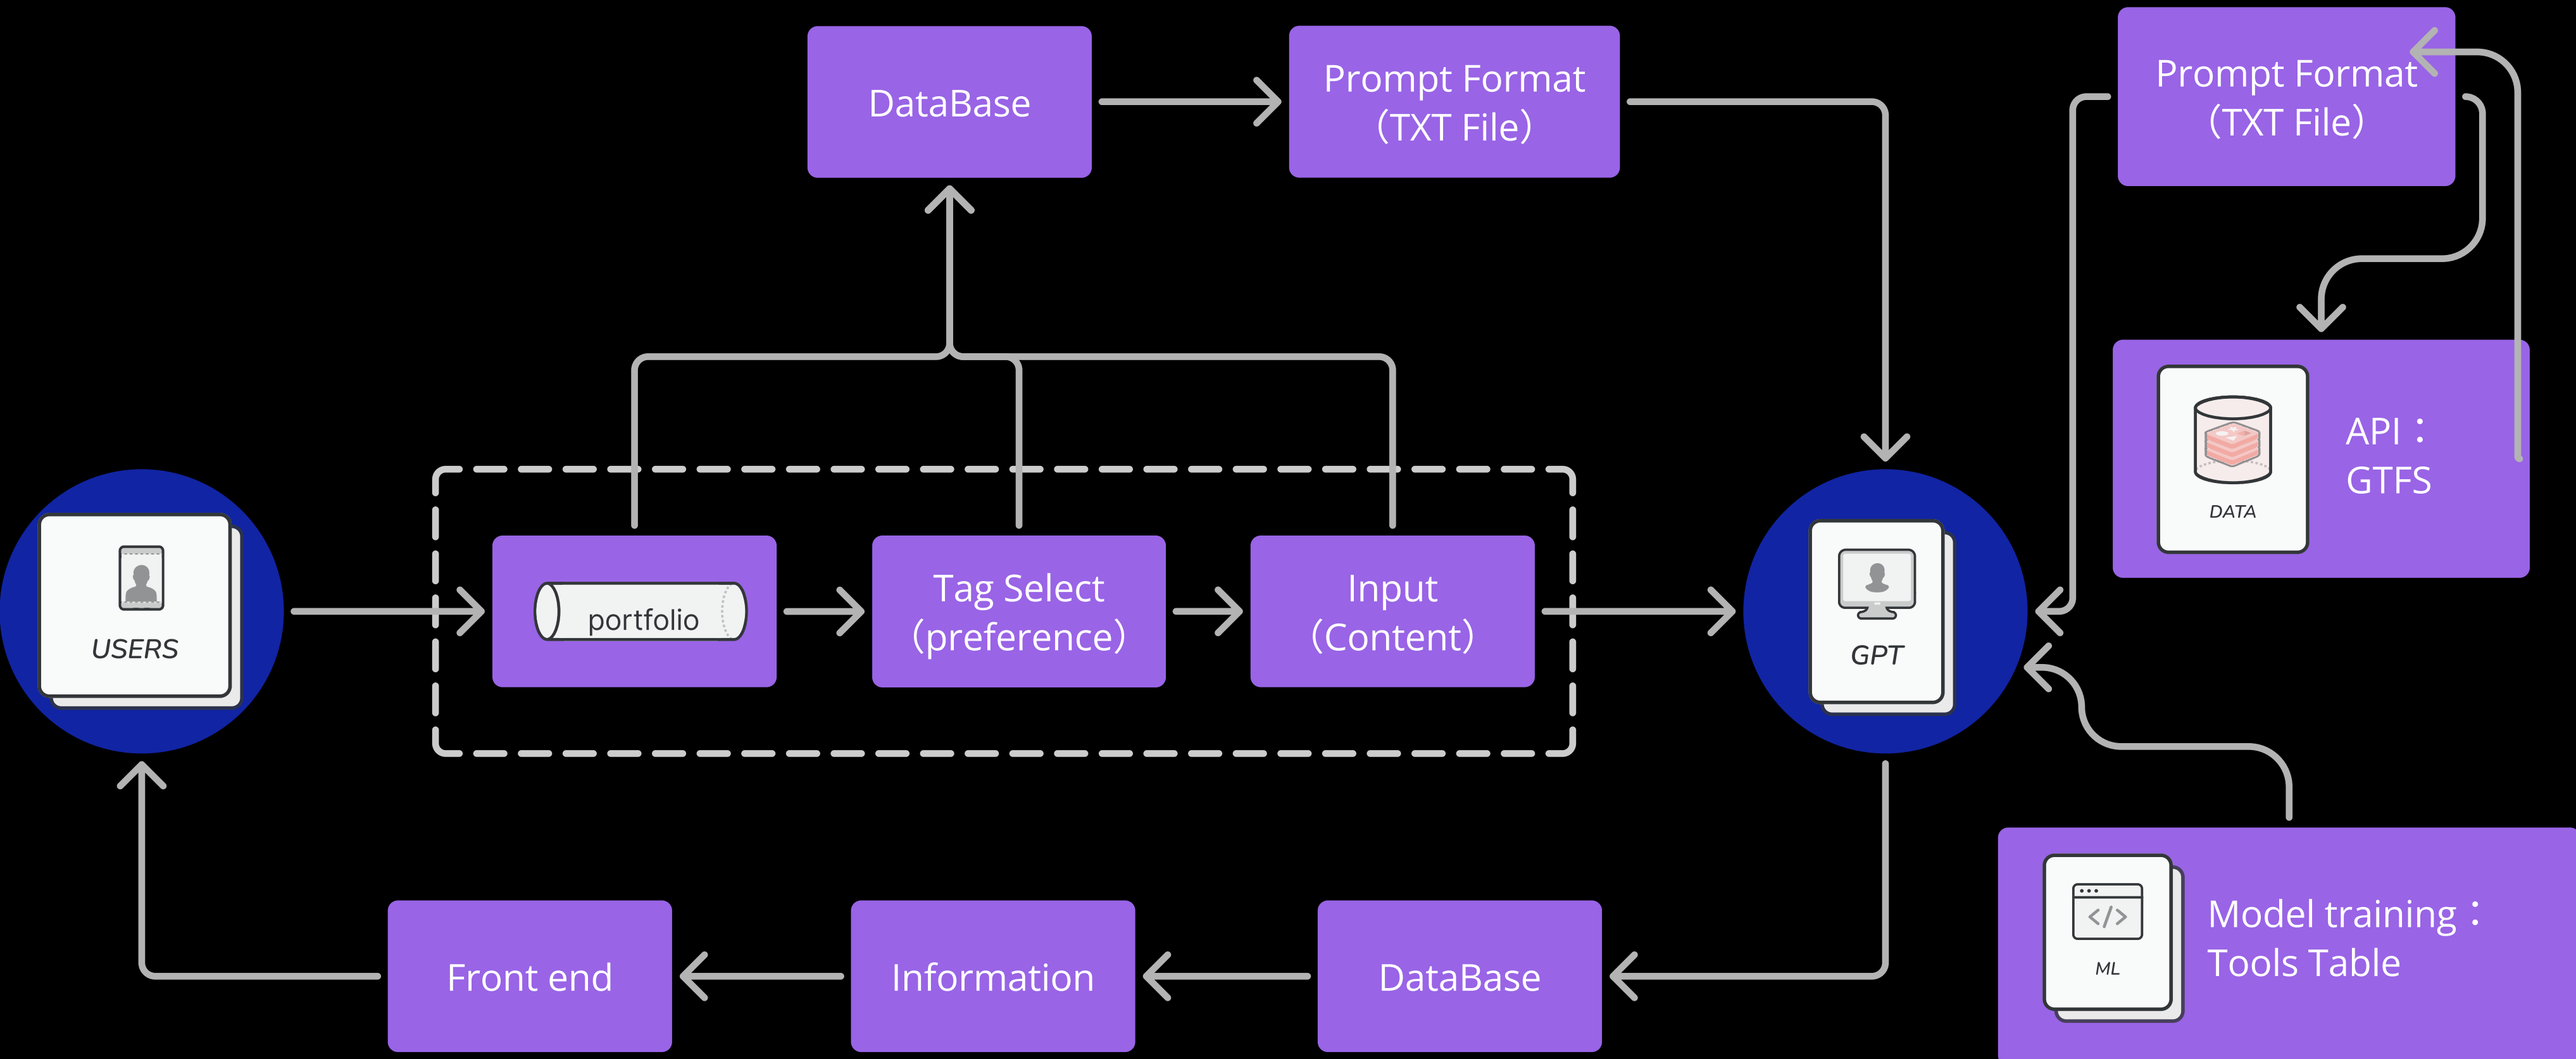 DataBase
Prompt Format
（TXT File）
Prompt Format
（TXT File）
API：
GTFS
DATA
USERS
portfolio
Tag Select
（preference）
Input
（Content）
GPT
Model training：
Tools Table
ML
Front end
Information
DataBase